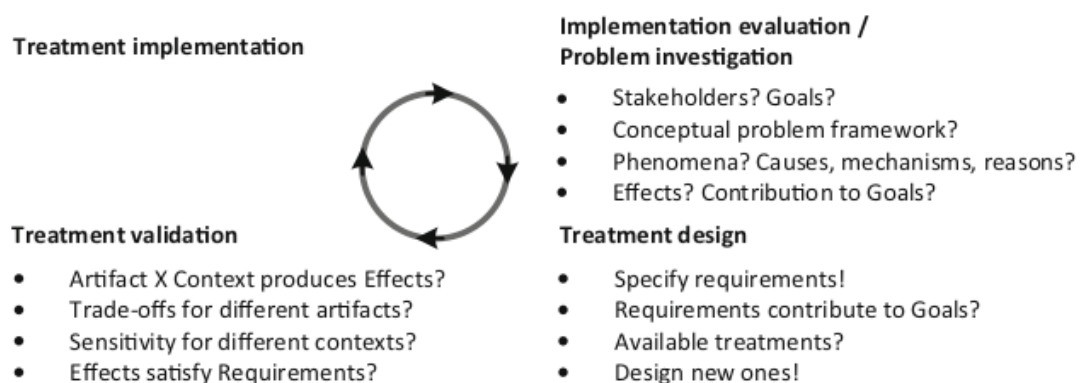 Treatment implementation
Implementation evaluation /
Problem investigation
• Stakeholders? Goals?
• Conceptual problem framework?
• Phenomena? Causes, mechanisms, reasons?
• Effects? Contribution to Goals?
Treatment validation
• Artifact X Context produces Effects?
• Trade-offs for different artifacts?
• Sensitivity for different contexts?
• Effects satisfy Requirements?
Treatment design
• Specify requirements!
• Requirements contribute to Goals?
• Available treatments?
• Design new ones!